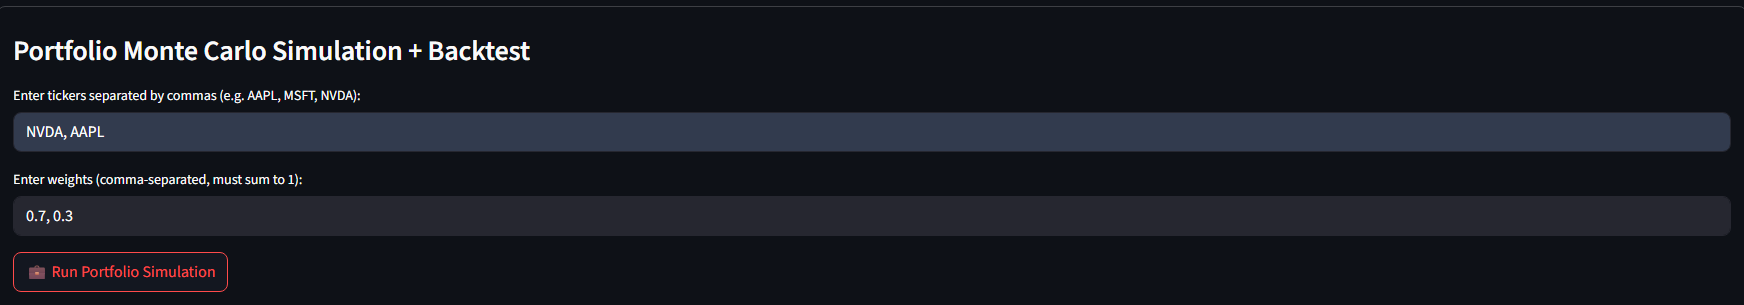 Portfolio Monte Carlo Simulation + Backtest
Enter tickers separated by commas (e.g. AAPL, MSFT, NVDA):
NVDA, AAPL
Enter weights (comma-separated, must sum to 1):
0.7, 0.3
Run Portfolio Simulation